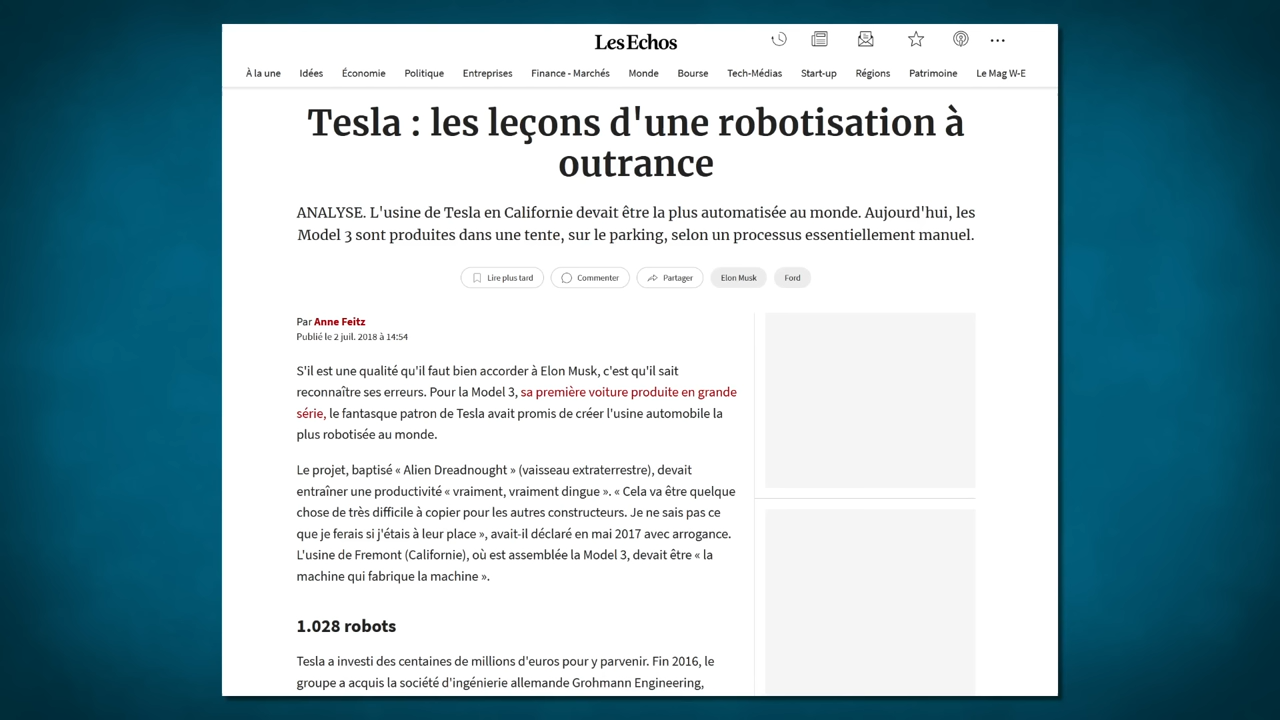 Les Echos
À la une Idées Économie Politique Entreprises Finance - Marchés Monde Bourse Tech-Médias Start-up Régions Patrimoine Le Mag W-E
Tesla : les leçons d'une robotisation à
outrance
ANALYSE. L'usine de Tesla en Californie devait être la plus automatisée au monde. Aujourd'hui, les
Model 3 sont produites dans une tente, sur le parking, selon un processus essentiellement manuel.
Lire plus tard Commenter Partager Elon Musk Ford
Par Anne Feitz
Publié le 2 juil. 2018 à 14:54
S'il est une qualité qu'il faut bien accorder à Elon Musk, c'est qu'il sait
reconnaître ses erreurs. Pour la Model 3, sa première voiture produite en grande
série, le fantasque patron de Tesla avait promis de créer l'usine automobile la
plus robotisée au monde.
Le projet, baptisé « Alien Dreadnought » (vaisseau extraterrestre), devait
entraîner une productivité « vraiment, vraiment dingue ». « Cela va être quelque
chose de très difficile à copier pour les autres constructeurs. Je ne sais pas ce
que je ferais si j'étais à leur place », avait-il déclaré en mai 2017 avec arrogance.
L'usine de Fremont (Californie), où est assemblée la Model 3, devait être « la
machine qui fabrique la machine ».
1.028 robots
Tesla a investi des centaines de millions d'euros pour y parvenir. Fin 2016, le
groupe a acquis la société d'ingénierie allemande Grohmann Engineering,